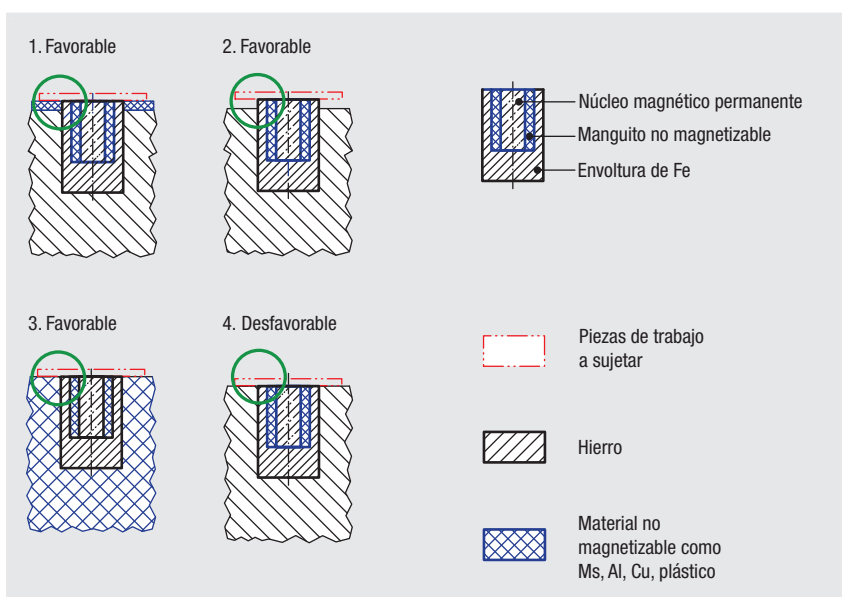 1. Favorable
2. Favorable
Núcleo magnético permanente
Manguito no magnetizable
Envoltura de Fe
3. Favorable
4. Desfavorable
Piezas de trabajo
a sujetar
Hierro
Material no
magnetizable como
Ms, Al, Cu, plástico